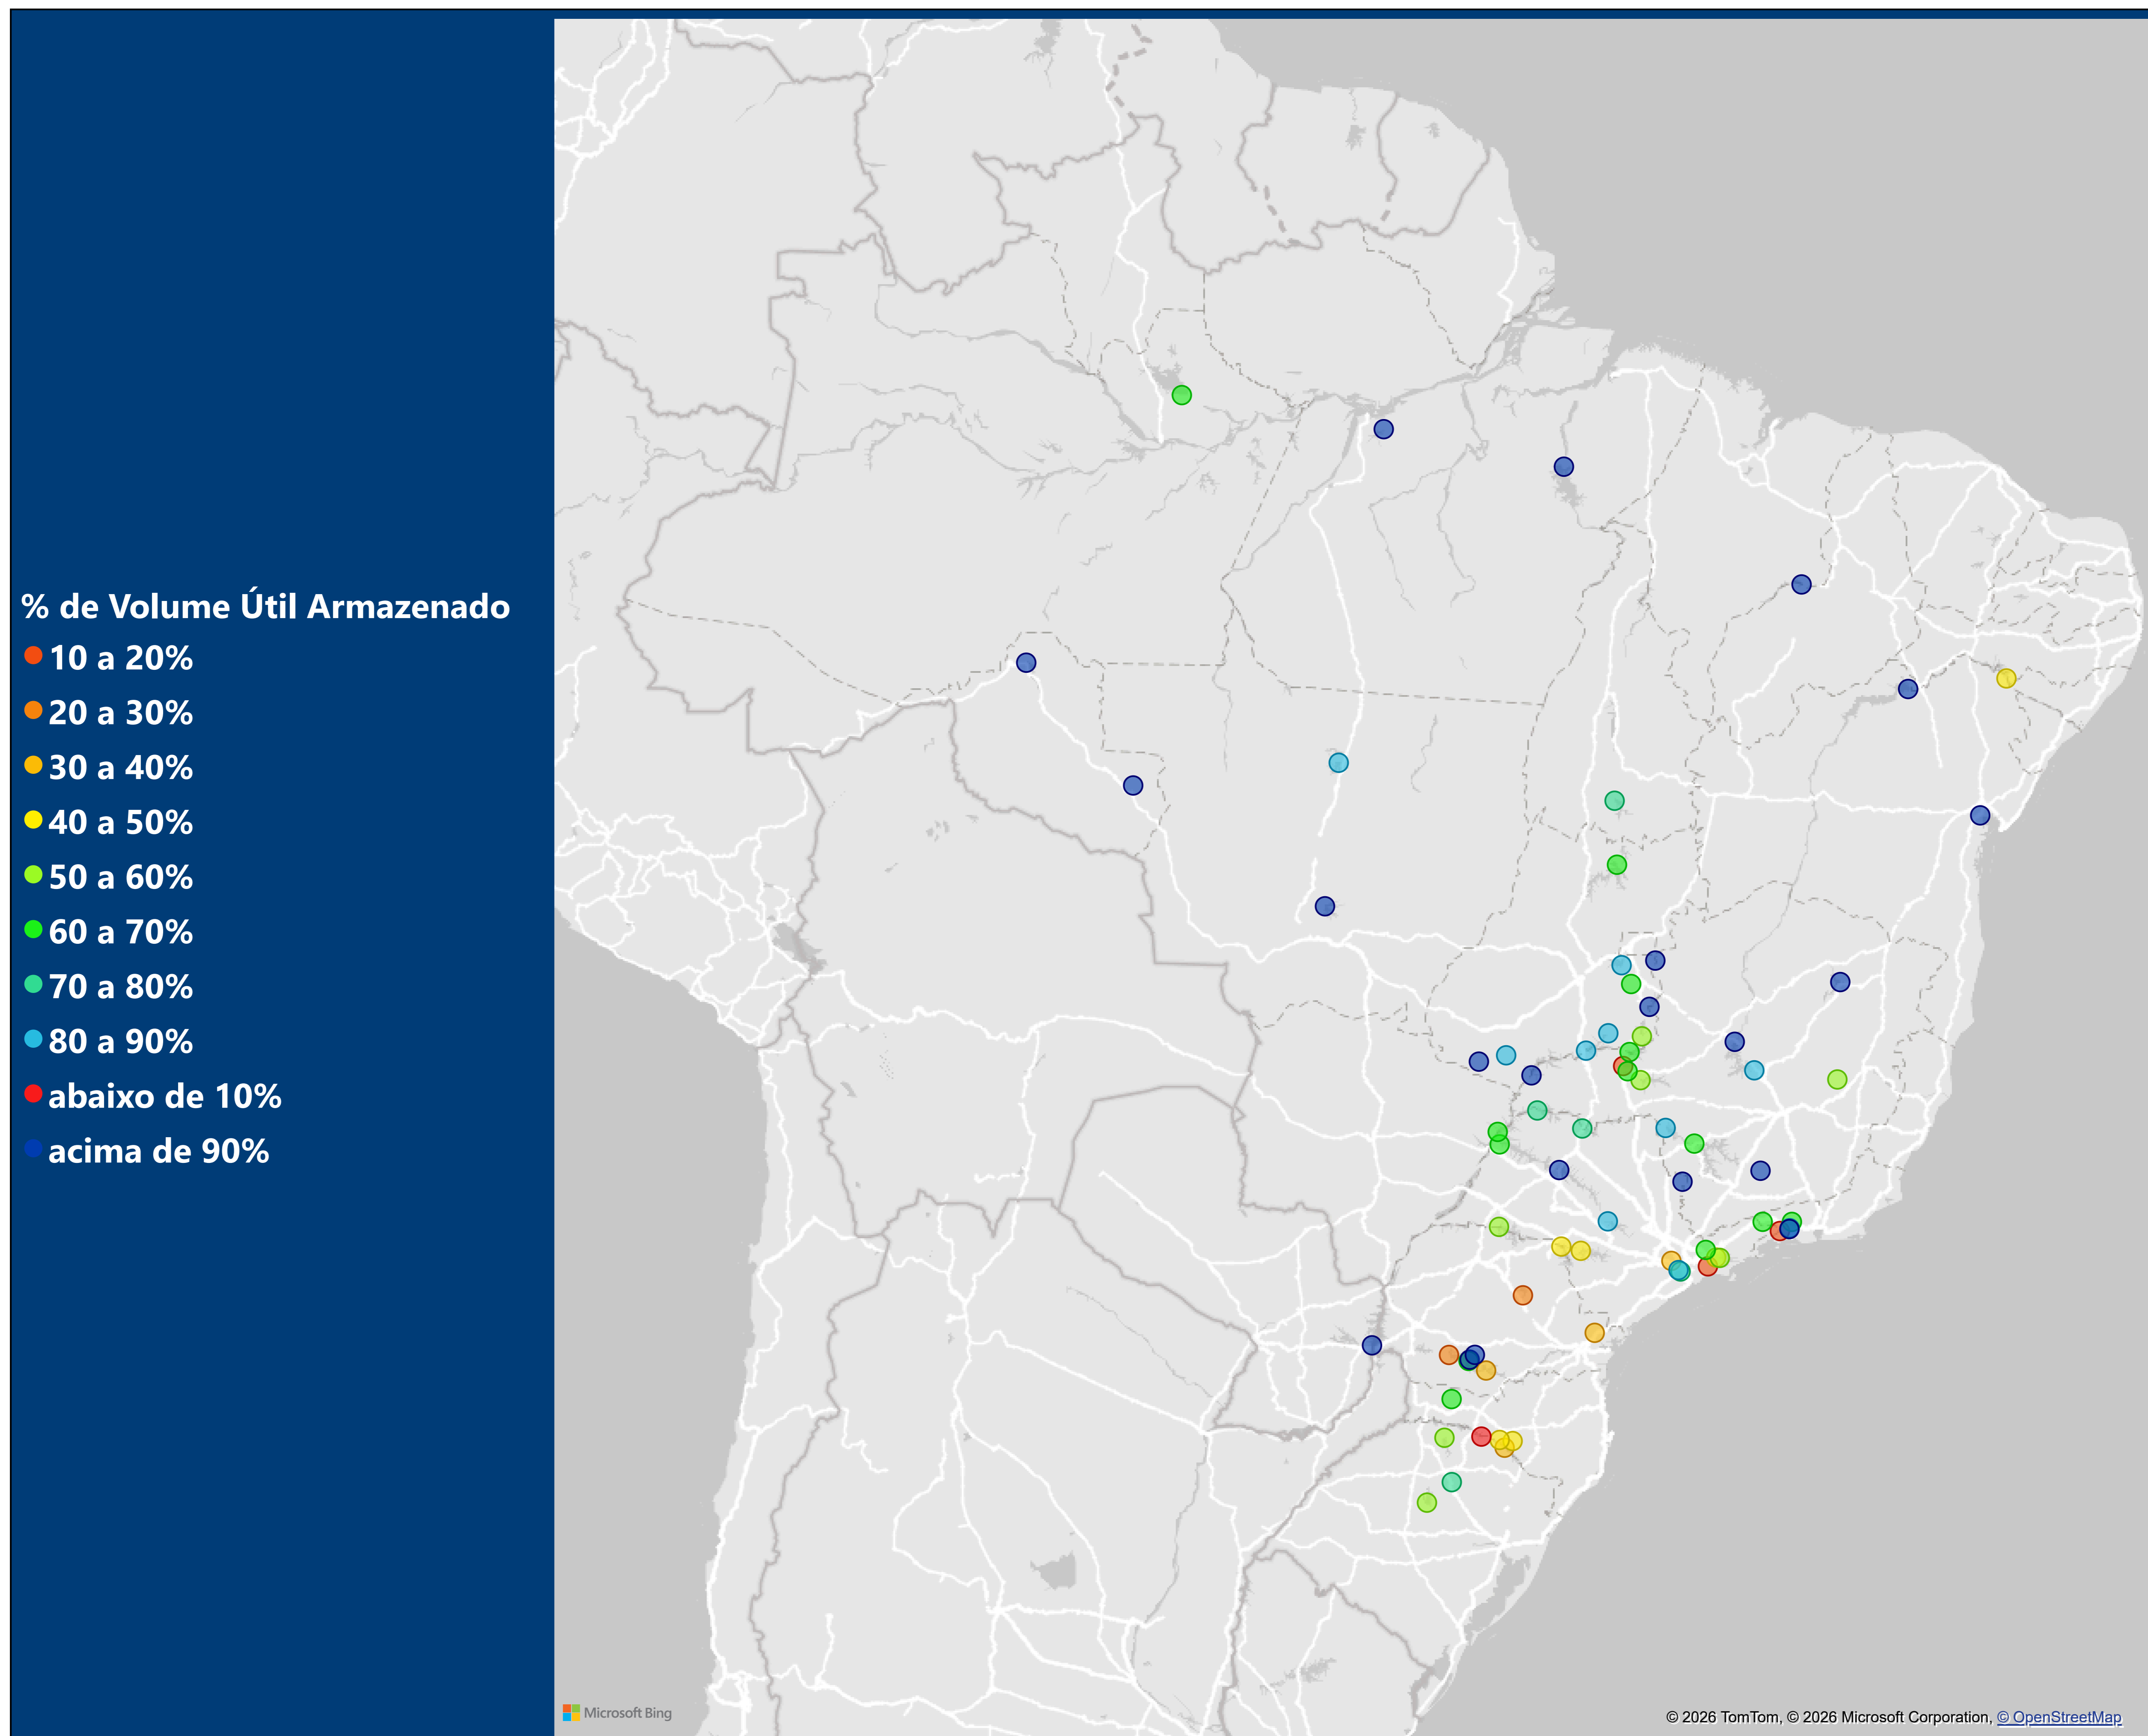 % de Volume Útil Armazenado
10 a 20%
20 a 30%
30 a 40%
40 a 50%
50 a 60%
60 a 70%
70 a 80%
80 a 90%
abaixo de 10%
acima de 90%
Microsoft Bing
© 2026 TomTom, © 2026 Microsoft Corporation, © OpenStreetMap